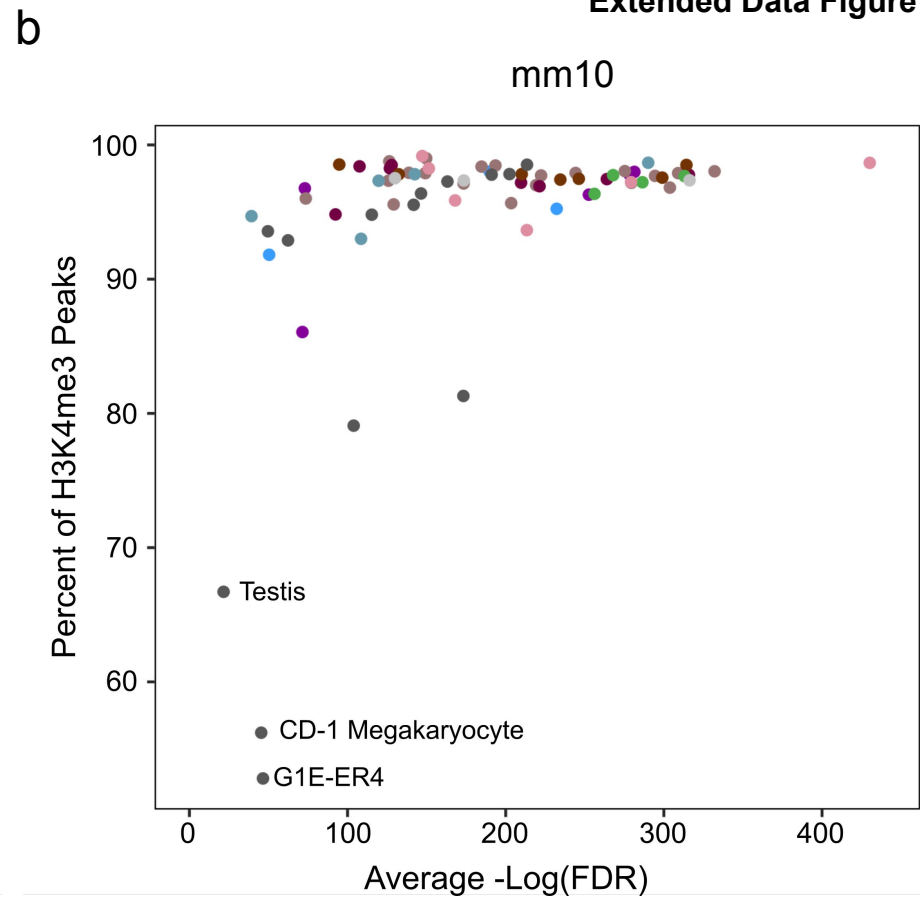 Extended Data Figure
b
mm10
Percent of H3K4me3 Peaks
100
90
80
70
60
Testis
CD-1 Megakaryocyte
G1E-ER4
0 100 200 300 400
Average -Log(FDR)